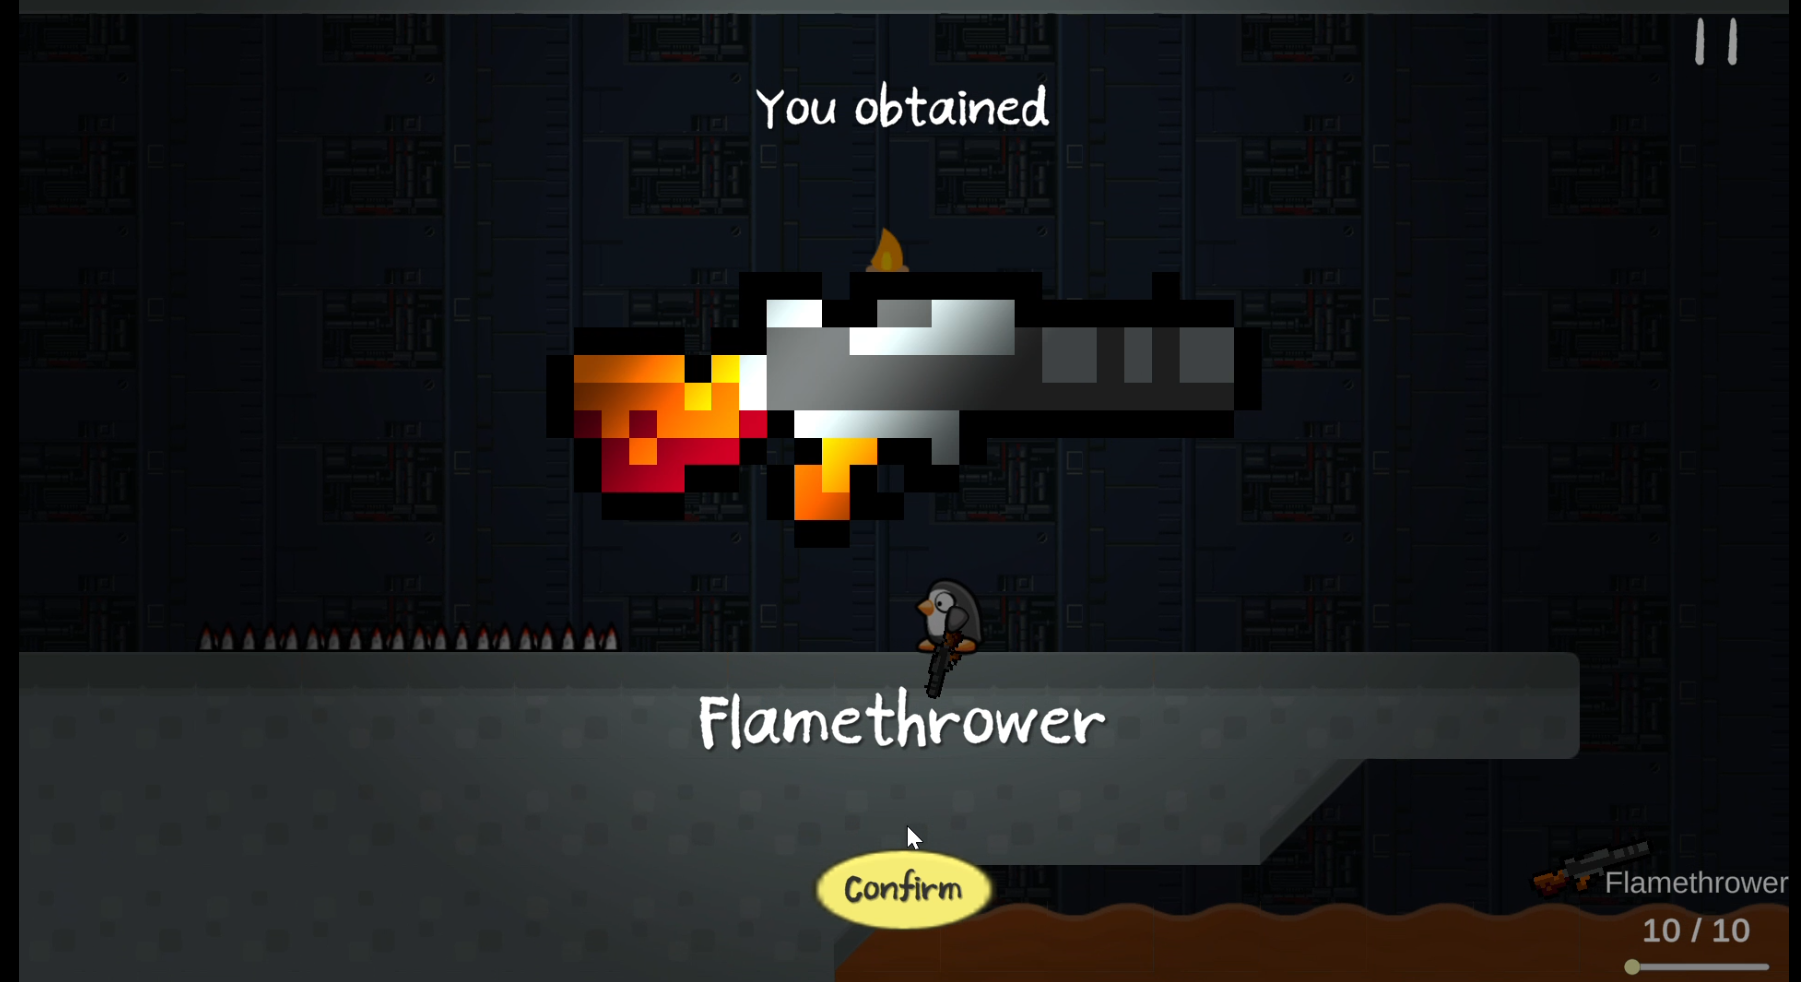 You obtained
Flamethrower
Confirm
Flamethrower
10 / 10